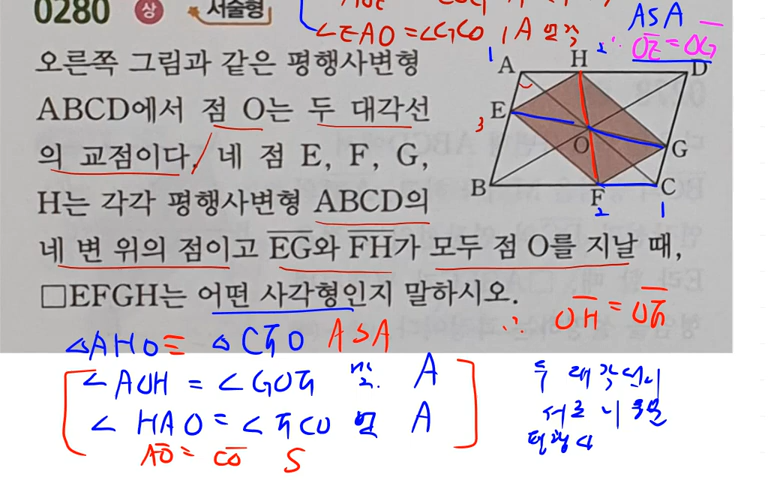 0280 상 서술형
∠EAO=∠GCO (A 엇각
ASA
∴ OE=OG
오른쪽 그림과 같은 평행사변형
ABCD에서 점 O는 두 대각선
의 교점이다. 네 점 E, F, G,
H는 각각 평행사변형 ABCD의
네 변 위의 점이고 EG와 FH가 모두 점 O를 지날 때,
□EFGH는 어떤 사각형인지 말하시오.
1 A H 2 D
E
3
O
G
B F C
2 1
△AHO≡ △CFO ASA
∴ OH=OF
∠AOH = ∠COF A
∠HAO=∠FCO 엇 A
AO= CO S
두 대각선이
서로 이등분
평행사